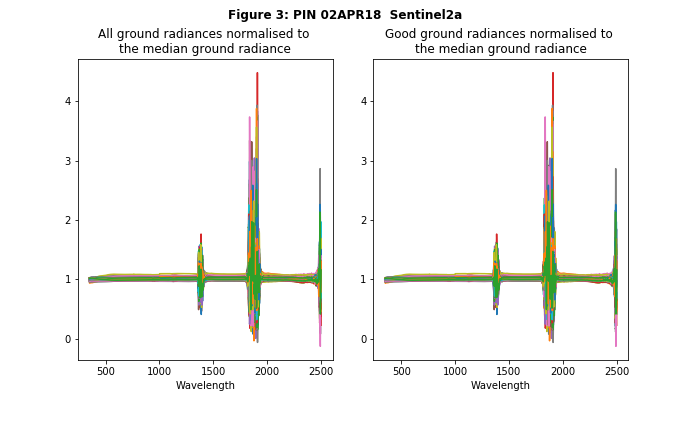 Figure 3: PIN 02APR18  Sentinel2a
All ground radiances normalised to
the median ground radiance
Good ground radiances normalised to
the median ground radiance
4
3
2
1
0
500 1000 1500 2000 2500
Wavelength
4
3
2
1
0
500 1000 1500 2000 2500
Wavelength